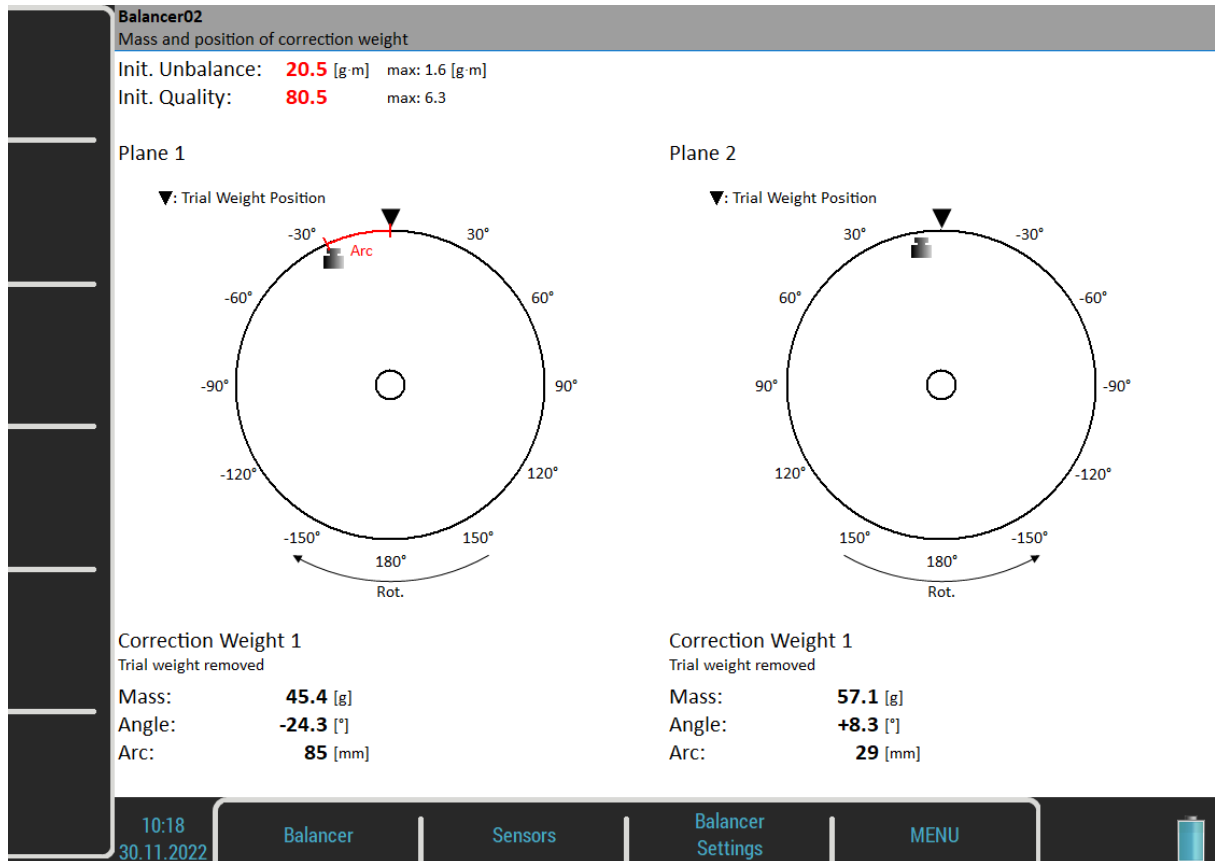 Balancer02
Mass and position of correction weight
Init. Unbalance: 20.5 [g·m] max: 1.6 [g·m]
Init. Quality: 80.5 max: 6.3
Plane 1
▼: Trial Weight Position
-30°
30°
Arc
-60°
60°
-90°
90°
-120°
120°
-150°
150°
180°
Rot.
Plane 2
▼: Trial Weight Position
30°
-30°
60°
-60°
90°
-90°
120°
-120°
150°
-150°
180°
Rot.
Correction Weight 1
Trial weight removed
Mass: 45.4 [g]
Angle: -24.3 [°]
Arc: 85 [mm]
Correction Weight 1
Trial weight removed
Mass: 57.1 [g]
Angle: +8.3 [°]
Arc: 29 [mm]
10:18
30.11.2022
Balancer
Sensors
Balancer
Settings
MENU